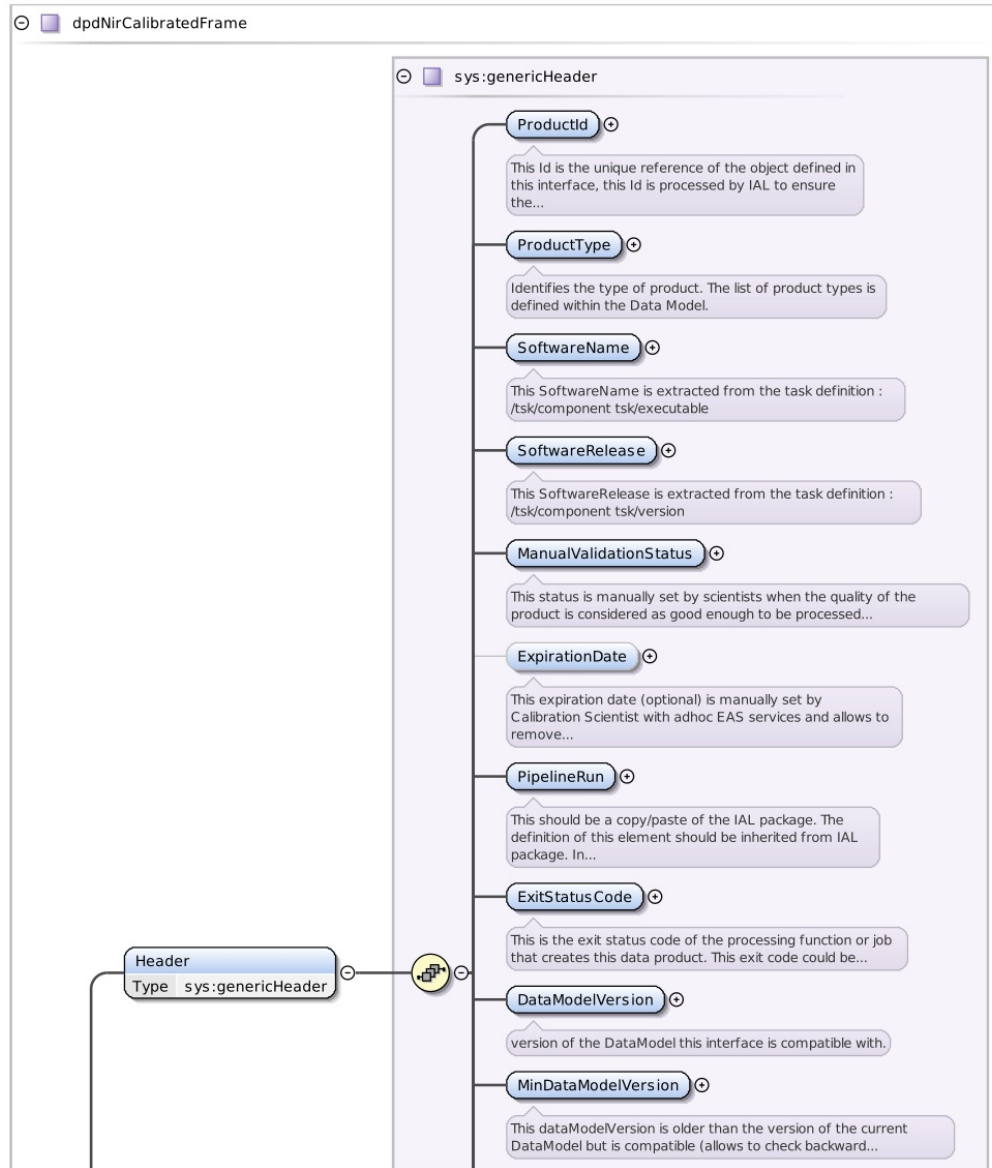 dpdNirCalibratedFrame
sys:genericHeader
ProductId
This Id is the unique reference of the object defined in
this interface, this Id is processed by IAL to ensure
the...
ProductType
Identifies the type of product. The list of product types is
defined within the Data Model.
SoftwareName
This SoftwareName is extracted from the task definition :
/tsk/component tsk/executable
SoftwareRelease
This SoftwareRelease is extracted from the task definition :
/tsk/component tsk/version
ManualValidationStatus
This status is manually set by scientists when the quality of the
product is considered as good enough to be processed...
ExpirationDate
This expiration date (optional) is manually set by
Calibration Scientist with adhoc EAS services and allows to
remove...
PipelineRun
This should be a copy/paste of the IAL package. The
definition of this element should be inherited from IAL
package. In...
ExitStatusCode
This is the exit status code of the processing function or job
that creates this data product. This exit code could be...
Header
Type sys:genericHeader
DataModelVersion
version of the DataModel this interface is compatible with.
MinDataModelVersion
This dataModelVersion is older than the version of the current
DataModel but is compatible (allows to check backward...